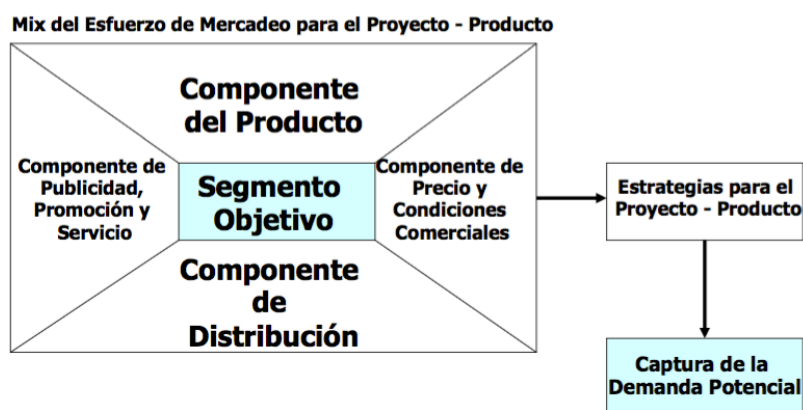 Mix del Esfuerzo de Mercadeo para el Proyecto - Producto
Componente
del Producto
Componente de
Publicidad,
Promoción y
Servicio
Segmento
Objetivo
Componente de
Precio y
Condiciones
Comerciales
Componente
de
Distribución
Estrategias para el
Proyecto - Producto
Captura de la
Demanda Potencial